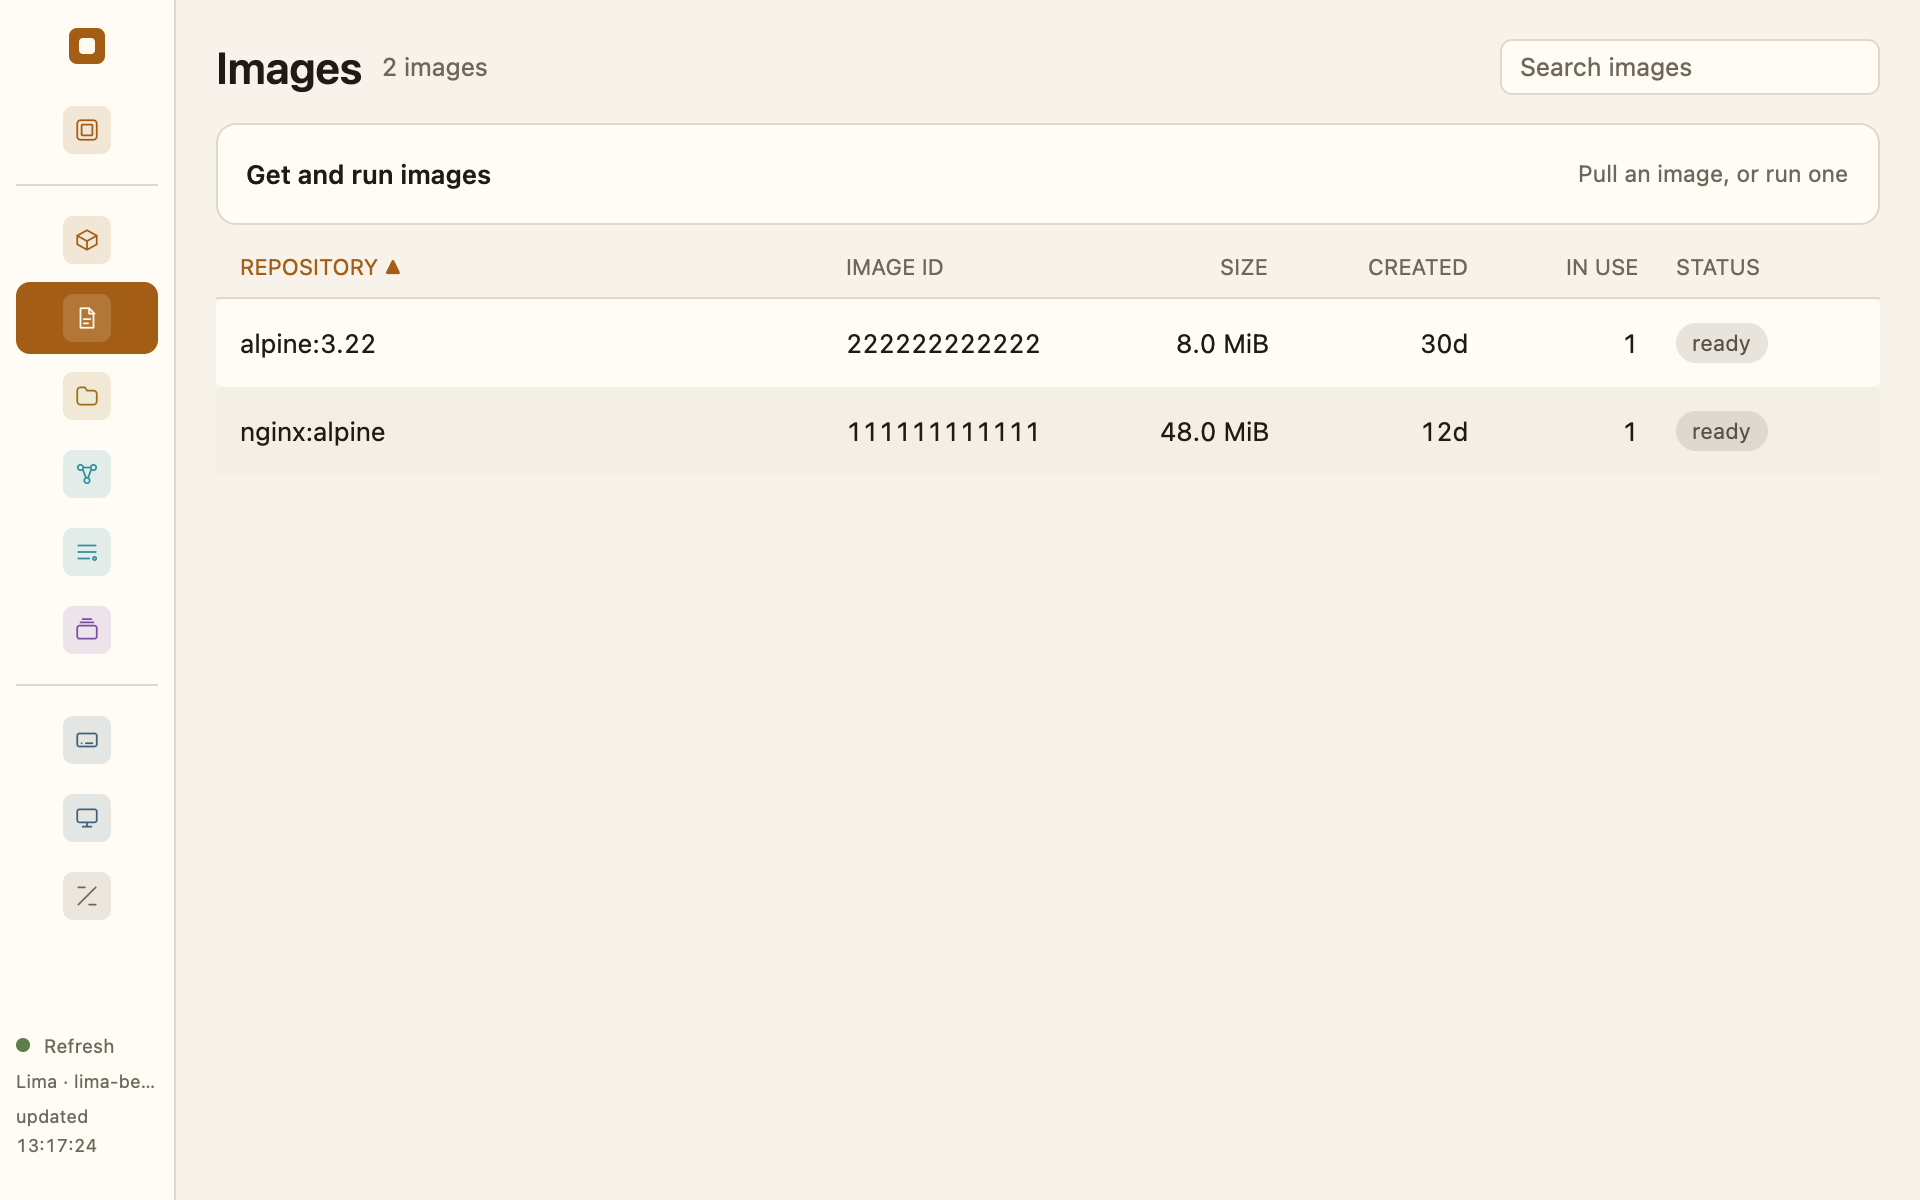 Images 2 images
Search images
Get and run images
Pull an image, or run one
REPOSITORY ▲ IMAGE ID SIZE CREATED IN USE STATUS
alpine:3.22 222222222222 8.0 MiB 30d 1 ready
nginx:alpine 111111111111 48.0 MiB 12d 1 ready
Refresh
Lima · lima-be…
updated
13:17:24